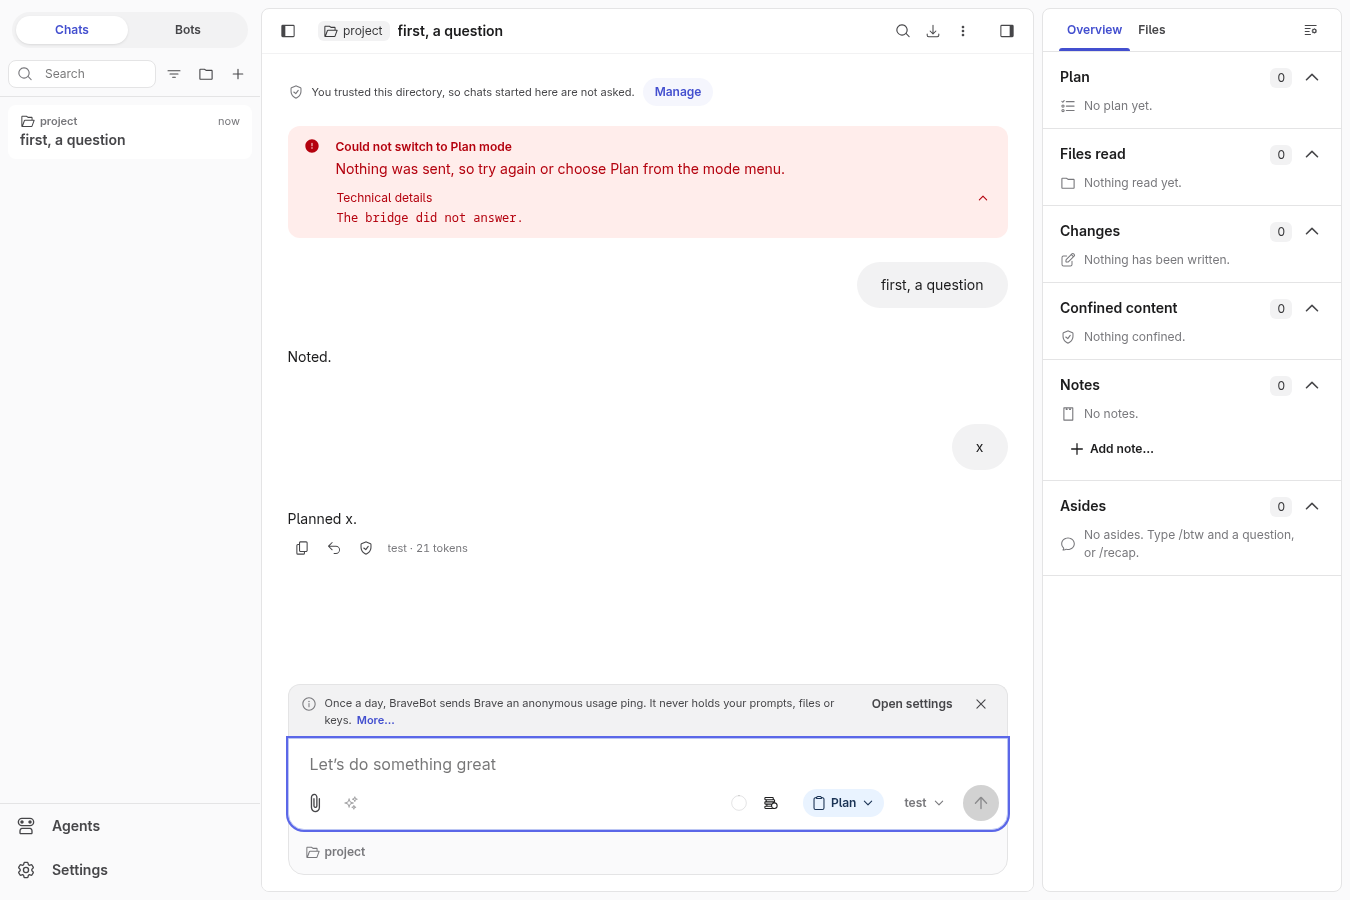 Chats
Bots
Search
project
now
first, a question
project
first, a question
You trusted this directory, so chats started here are not asked.
Manage
Could not switch to Plan mode
Nothing was sent, so try again or choose Plan from the mode menu.
Technical details
The bridge did not answer.
first, a question
Noted.
x
Planned x.
test · 21 tokens
Once a day, BraveBot sends Brave an anonymous usage ping. It never holds your prompts, files or
keys. More...
Open settings
Let’s do something great
Plan
test
project
Agents
Settings
Overview
Files
Plan
0
No plan yet.
Files read
0
Nothing read yet.
Changes
0
Nothing has been written.
Confined content
0
Nothing confined.
Notes
0
No notes.
Add note...
Asides
0
No asides. Type /btw and a question,
or /recap.